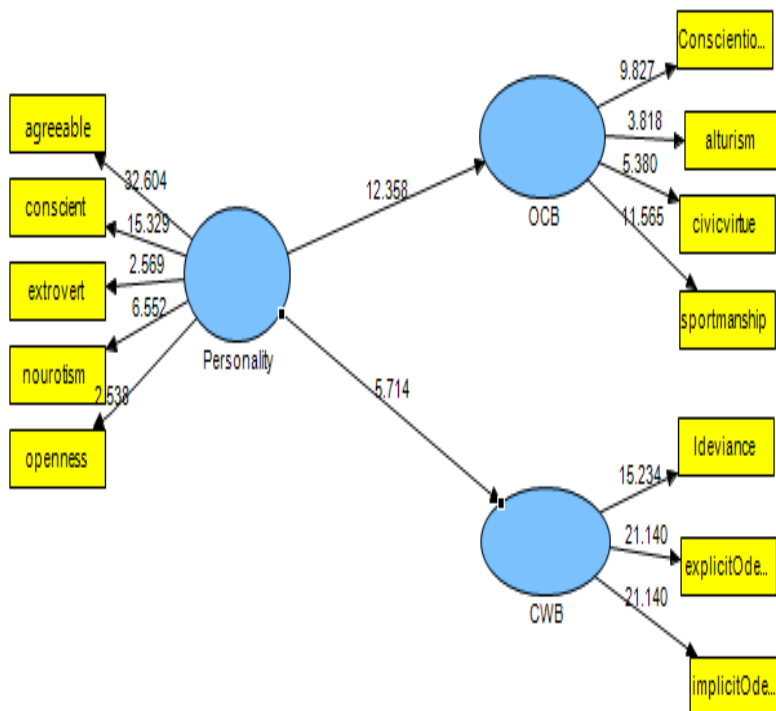 Conscientio...
9.827
agreeable
3.818
alturism
32.604
conscient
12.358
5.380
15.329
OCB
civicvirtue
11.565
2.569
extrovert
6.552
sportmanship
Personality
nourotism
2.538
5.714
openness
Ideviance
15.234
21.140
explicitOde...
21.140
CWB
implicitOde...